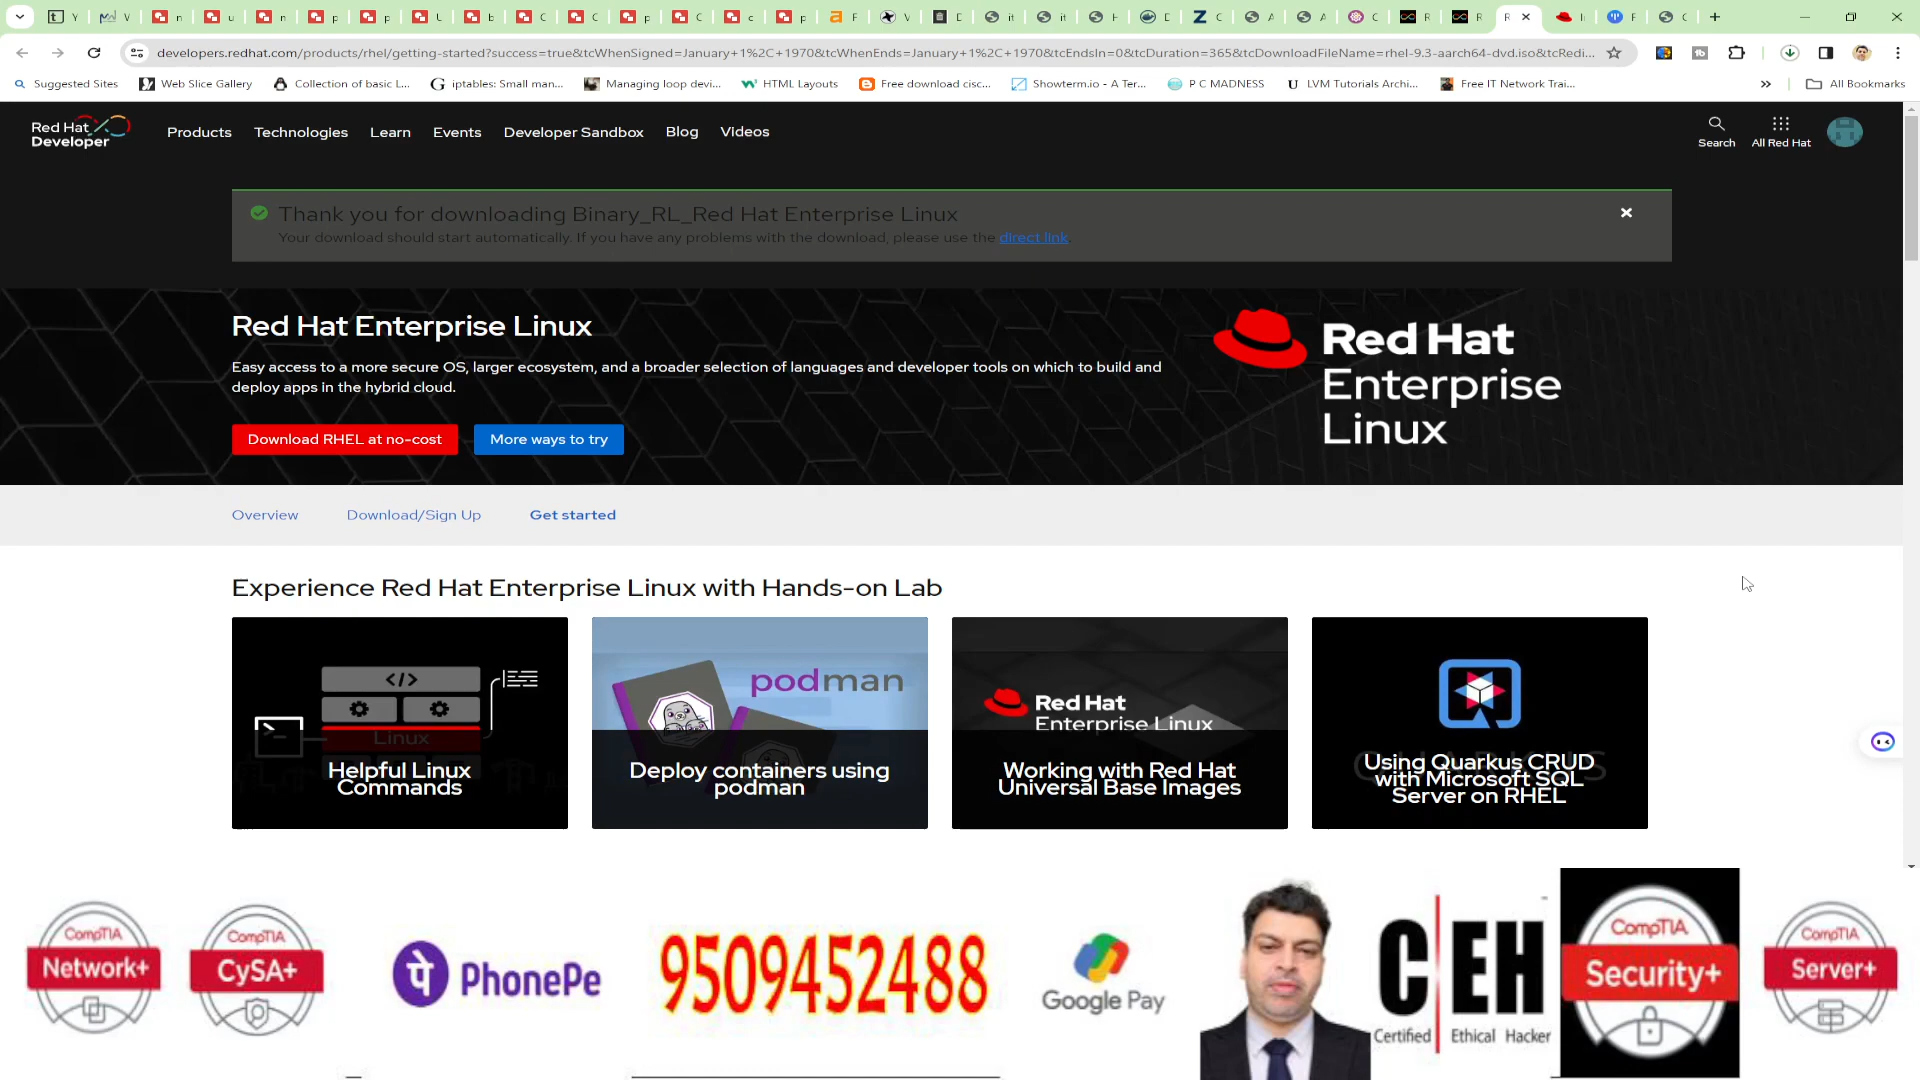 developers.redhat.com/products/rhel/getting-started?success=true&tcWhenSigned=January+1%2C+1970&tcWhenEnds=January+1%2C+1970&tcEndsIn=0&tcDuration=365&tcDownloadFileName=rhel-9.3-aarch64-dvd.iso&tcRedi...
Suggested Sites
Web Slice Gallery
Collection of basic L...
iptables: Small man...
Managing loop devi...
HTML Layouts
Free download cisc...
Showterm.io - A Ter...
P C MADNESS
LVM Tutorials Archi...
Free IT Network Trai...
All Bookmarks
Red Hat
Developer
Products
Technologies
Learn
Events
Developer Sandbox
Blog
Videos
Search
All Red Hat
Thank you for downloading Binary_RL_Red Hat Enterprise Linux
Your download should start automatically. If you have any problems with the download, please use the direct link.
Red Hat Enterprise Linux
Easy access to a more secure OS, larger ecosystem, and a broader selection of languages and developer tools on which to build and
deploy apps in the hybrid cloud.
Download RHEL at no-cost
More ways to try
Red Hat
Enterprise
Linux
Overview
Download/Sign Up
Get started
Experience Red Hat Enterprise Linux with Hands-on Lab
Linux
Helpful Linux
Commands
podman
Deploy containers using
podman
Red Hat
Enterprise Linux
Working with Red Hat
Universal Base Images
Using Quarkus CRUD
with Microsoft SQL
Server on RHEL
CompTIA
Network+
CompTIA
CySA+
पे PhonePe
9509452488
Google Pay
C|EH
Certified Ethical Hacker
CompTIA
Security+
CompTIA
Server+